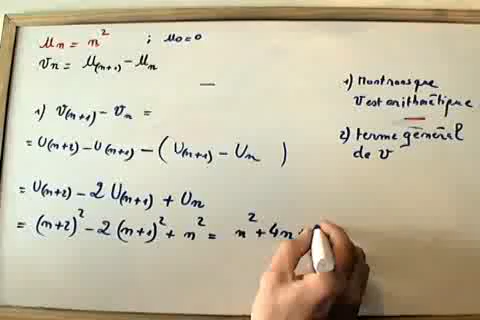 Un = n² ; U0 = 0
Vn = U(n+1) - Un
1) V(n+1) - Vn =
= U(n+2) - U(n+1) - ( U(n+1) - Un )
= U(n+2) - 2 U(n+1) + Un
= (n+2)² - 2 (n+1)² + n² = n² + 4n
1) Montrons que
V est arithmétique
2) terme général
de V